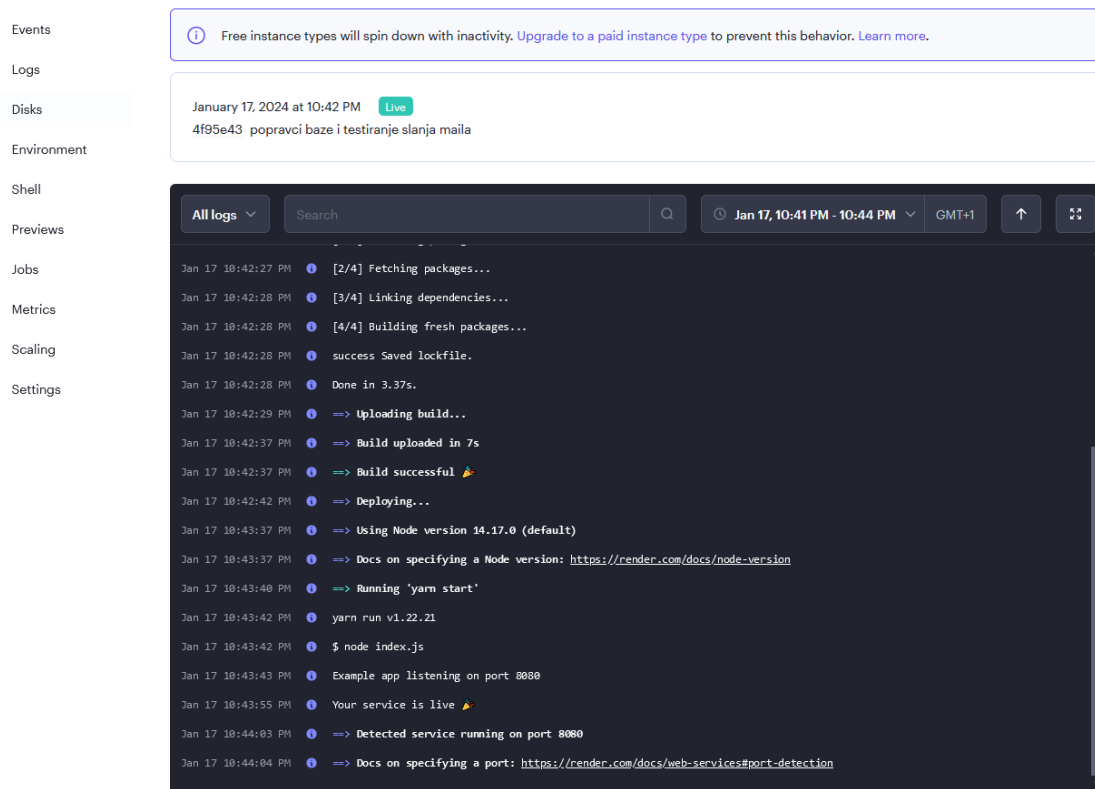 Events
Logs
Disks
Environment
Shell
Previews
Jobs
Metrics
Scaling
Settings
Free instance types will spin down with inactivity. Upgrade to a paid instance type to prevent this behavior. Learn more.
January 17, 2024 at 10:42 PM Live
4f95e43 popravci baze i testiranje slanja maila
All logs Search Jan 17, 10:41 PM - 10:44 PM GMT+1
Jan 17 10:42:27 PM [2/4] Fetching packages...
Jan 17 10:42:28 PM [3/4] Linking dependencies...
Jan 17 10:42:28 PM [4/4] Building fresh packages...
Jan 17 10:42:28 PM success Saved lockfile.
Jan 17 10:42:28 PM Done in 3.37s.
Jan 17 10:42:29 PM ==> Uploading build...
Jan 17 10:42:37 PM ==> Build uploaded in 7s
Jan 17 10:42:37 PM ==> Build successful 🎉
Jan 17 10:42:42 PM ==> Deploying...
Jan 17 10:43:37 PM ==> Using Node version 14.17.0 (default)
Jan 17 10:43:37 PM ==> Docs on specifying a Node version: https://render.com/docs/node-version
Jan 17 10:43:40 PM ==> Running 'yarn start'
Jan 17 10:43:42 PM yarn run v1.22.21
Jan 17 10:43:42 PM $ node index.js
Jan 17 10:43:43 PM Example app listening on port 8080
Jan 17 10:43:55 PM Your service is live 🎉
Jan 17 10:44:03 PM ==> Detected service running on port 8080
Jan 17 10:44:04 PM ==> Docs on specifying a port: https://render.com/docs/web-services#port-detection